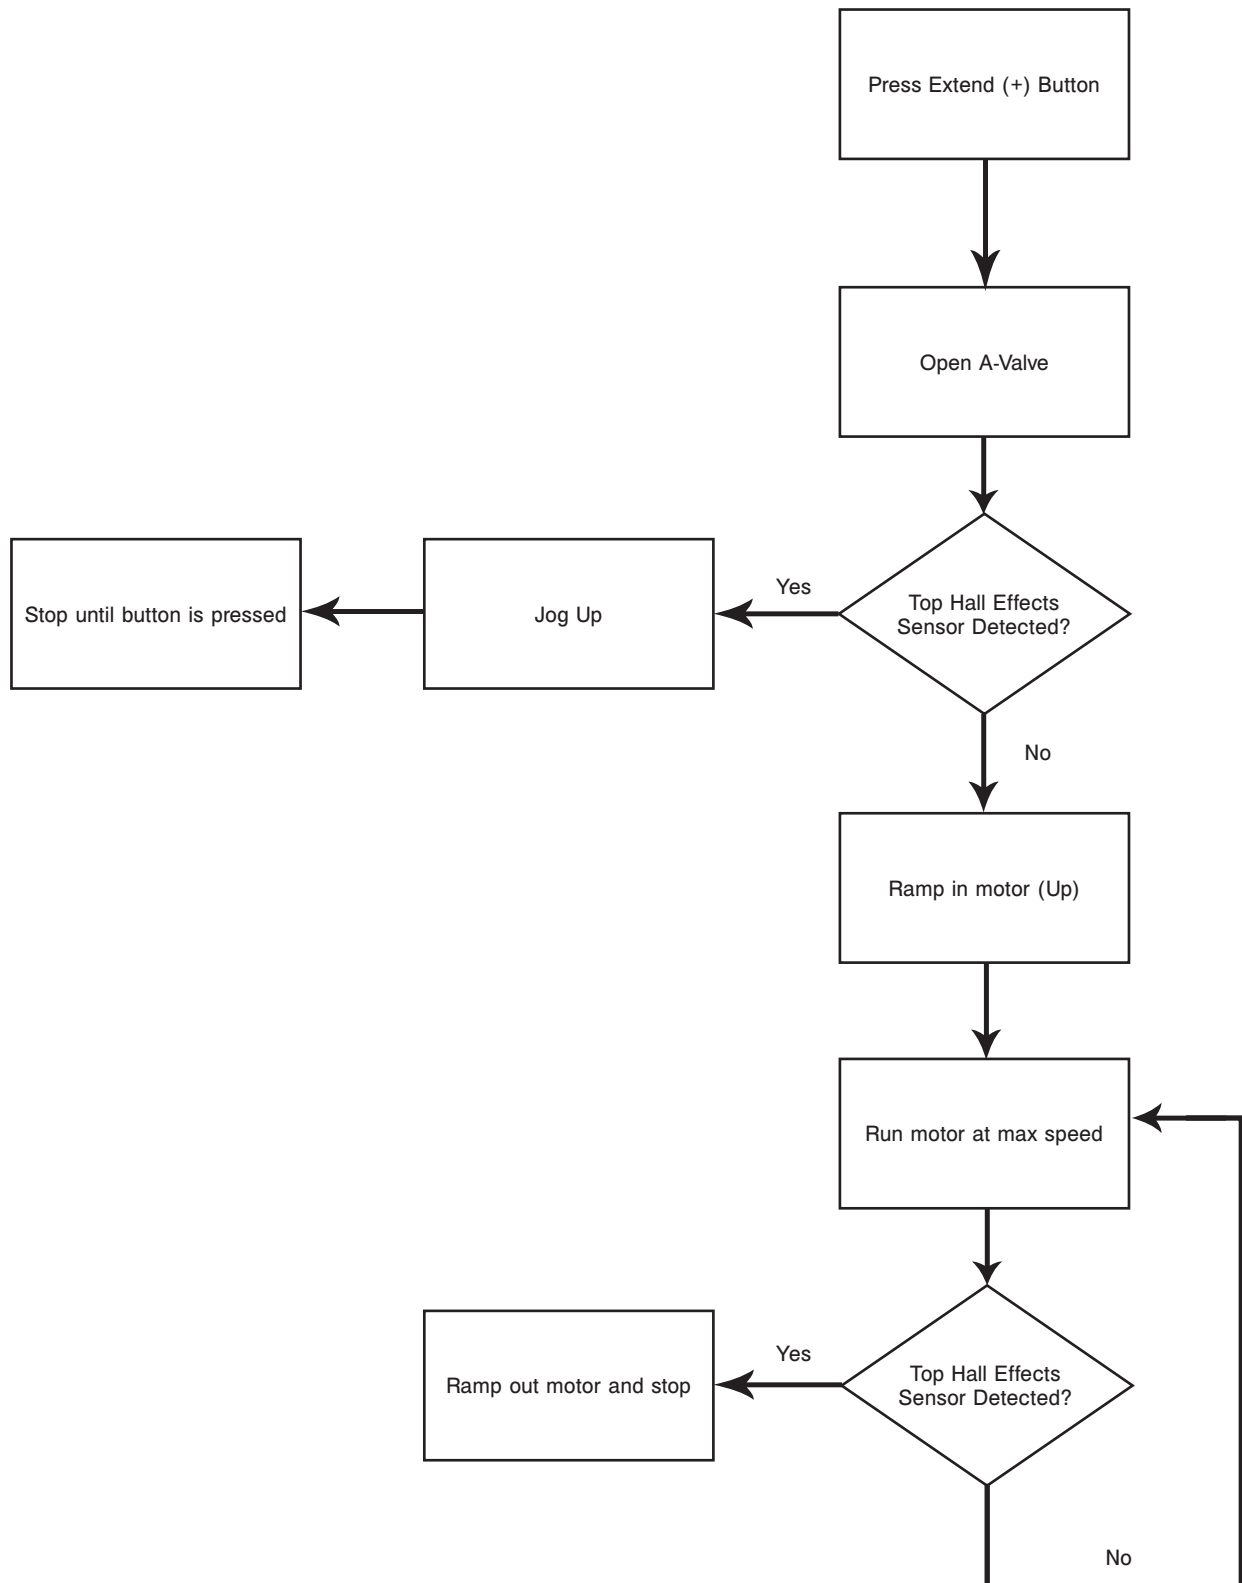 Press Extend (+) Button
Open A-Valve
Top Hall Effects
Sensor Detected?
Yes
Jog Up
Stop until button is pressed
No
Ramp in motor (Up)
Run motor at max speed
Top Hall Effects
Sensor Detected?
Yes
Ramp out motor and stop
No